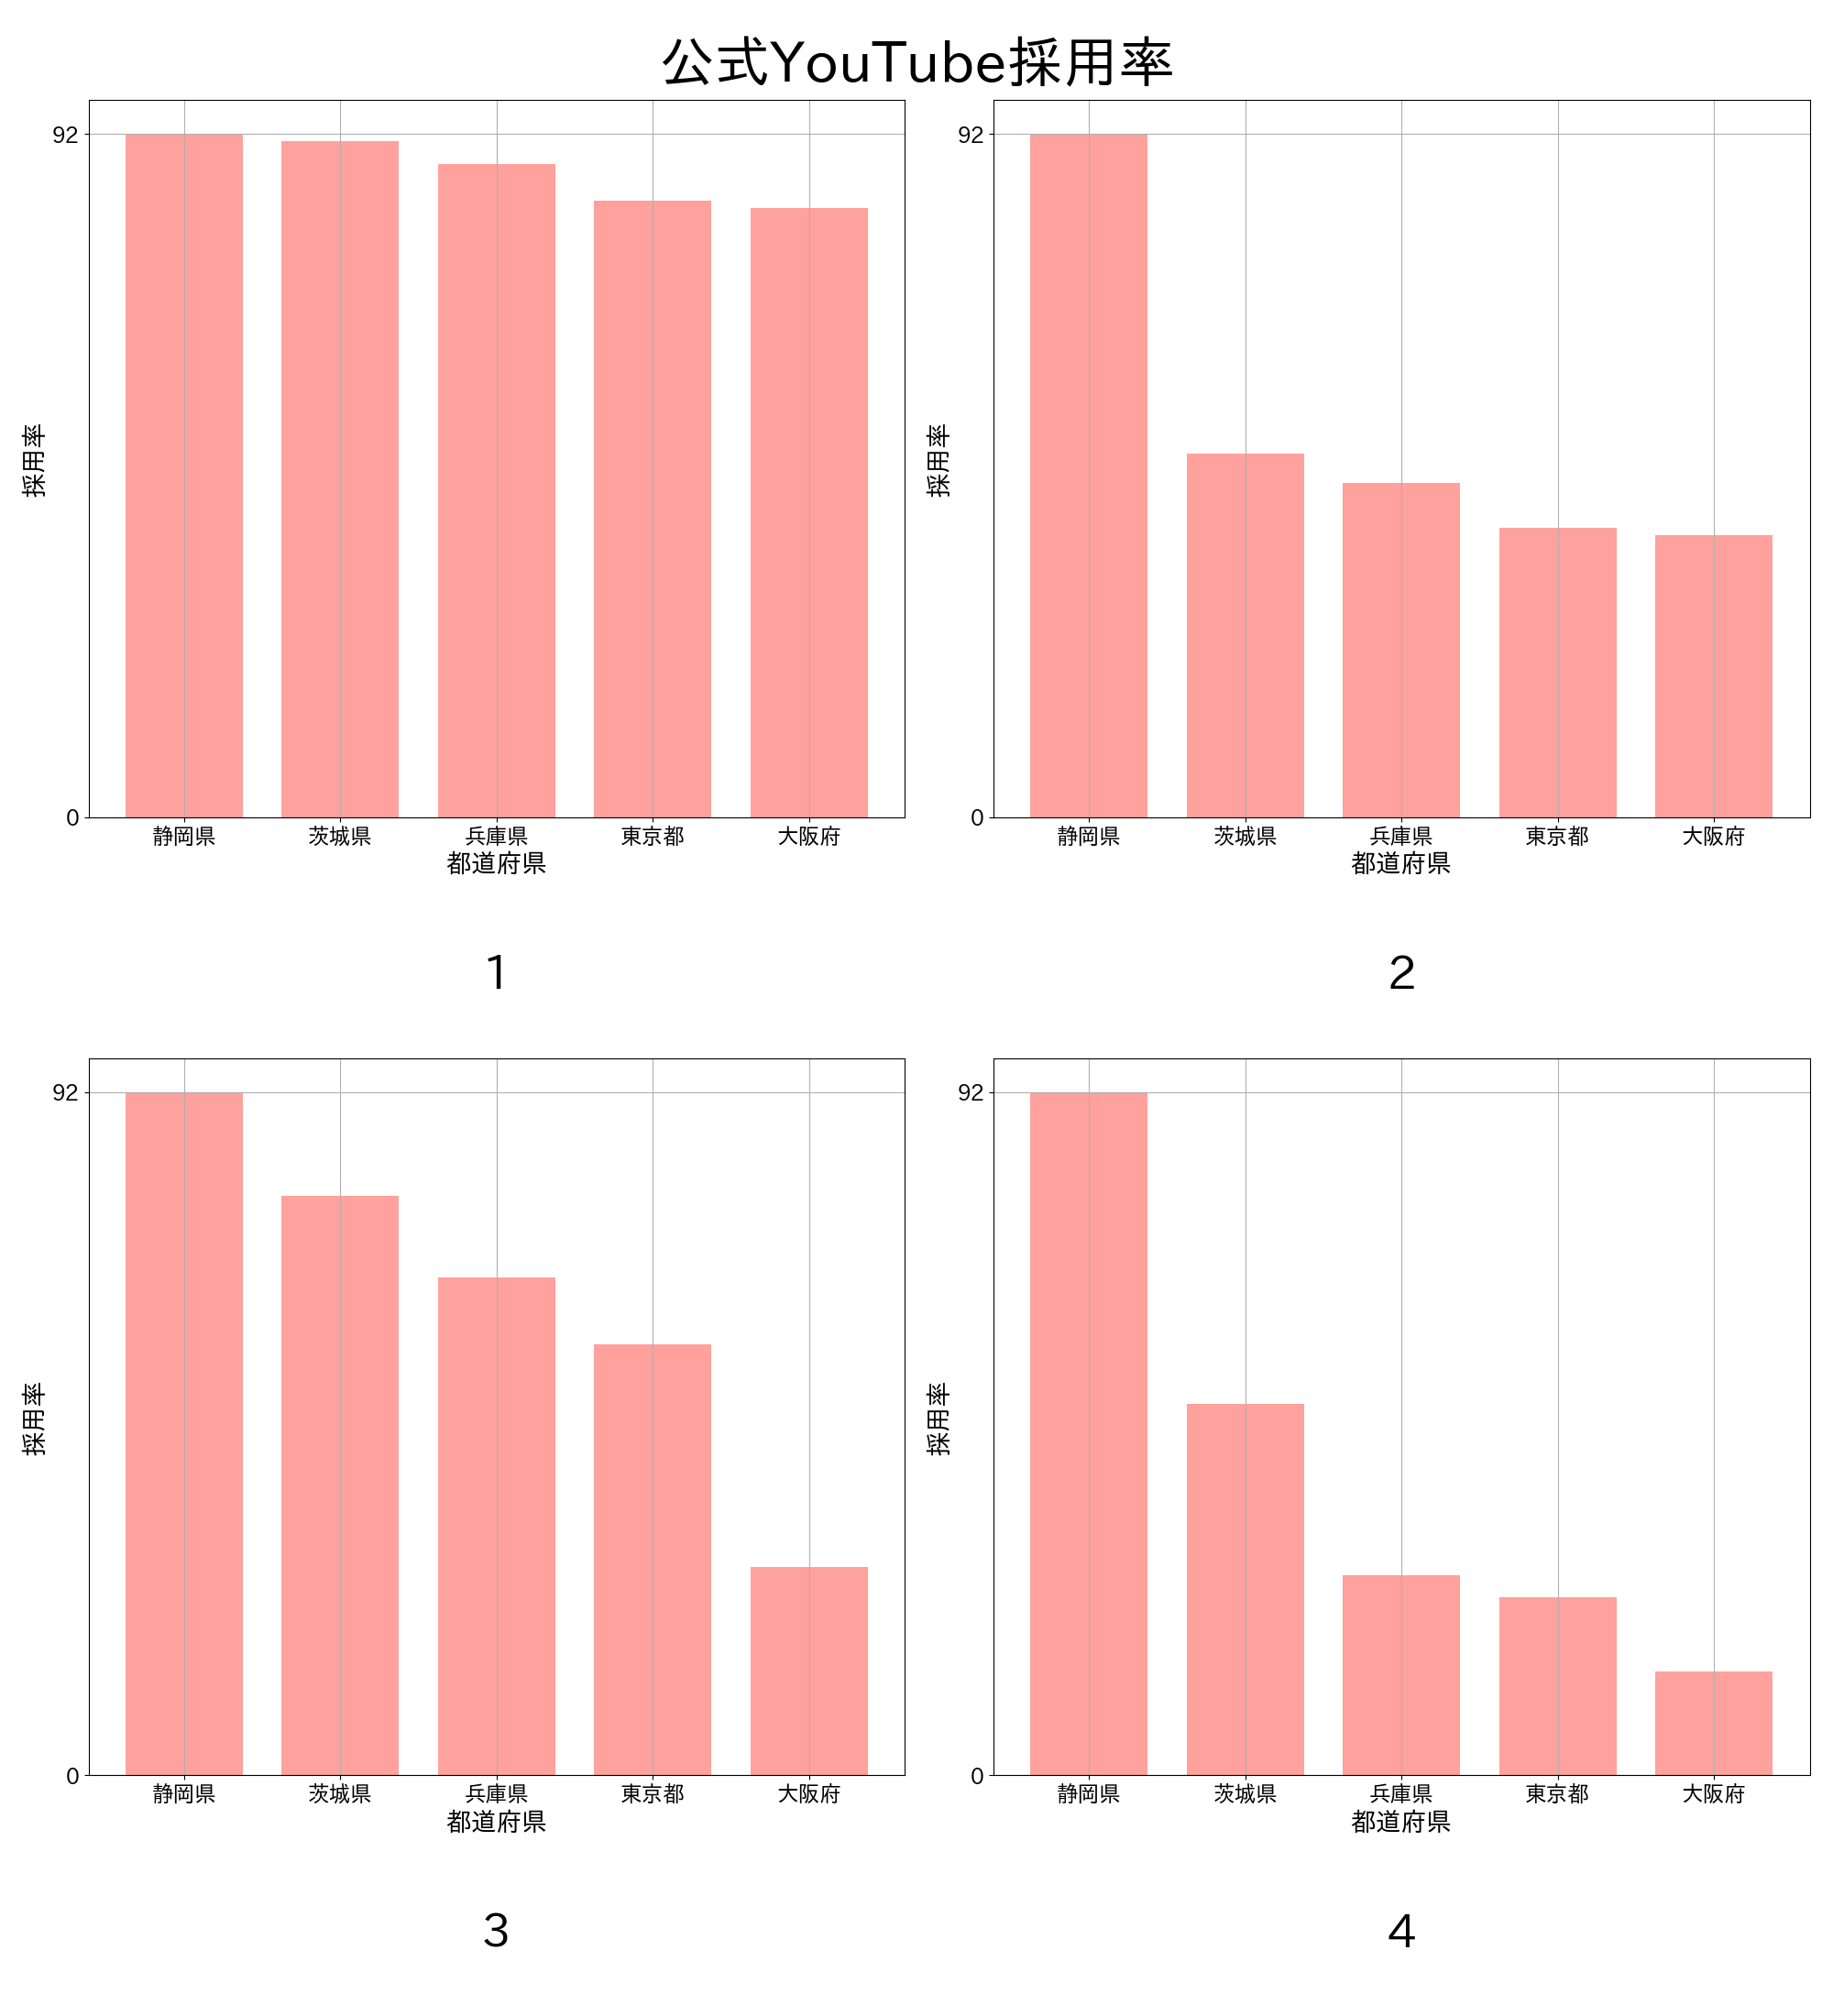 公式YouTube採用率
92
0
採用率
静岡県 茨城県 兵庫県 東京都 大阪府
都道府県
1
92
0
採用率
静岡県 茨城県 兵庫県 東京都 大阪府
都道府県
2
92
0
採用率
静岡県 茨城県 兵庫県 東京都 大阪府
都道府県
3
92
0
採用率
静岡県 茨城県 兵庫県 東京都 大阪府
都道府県
4